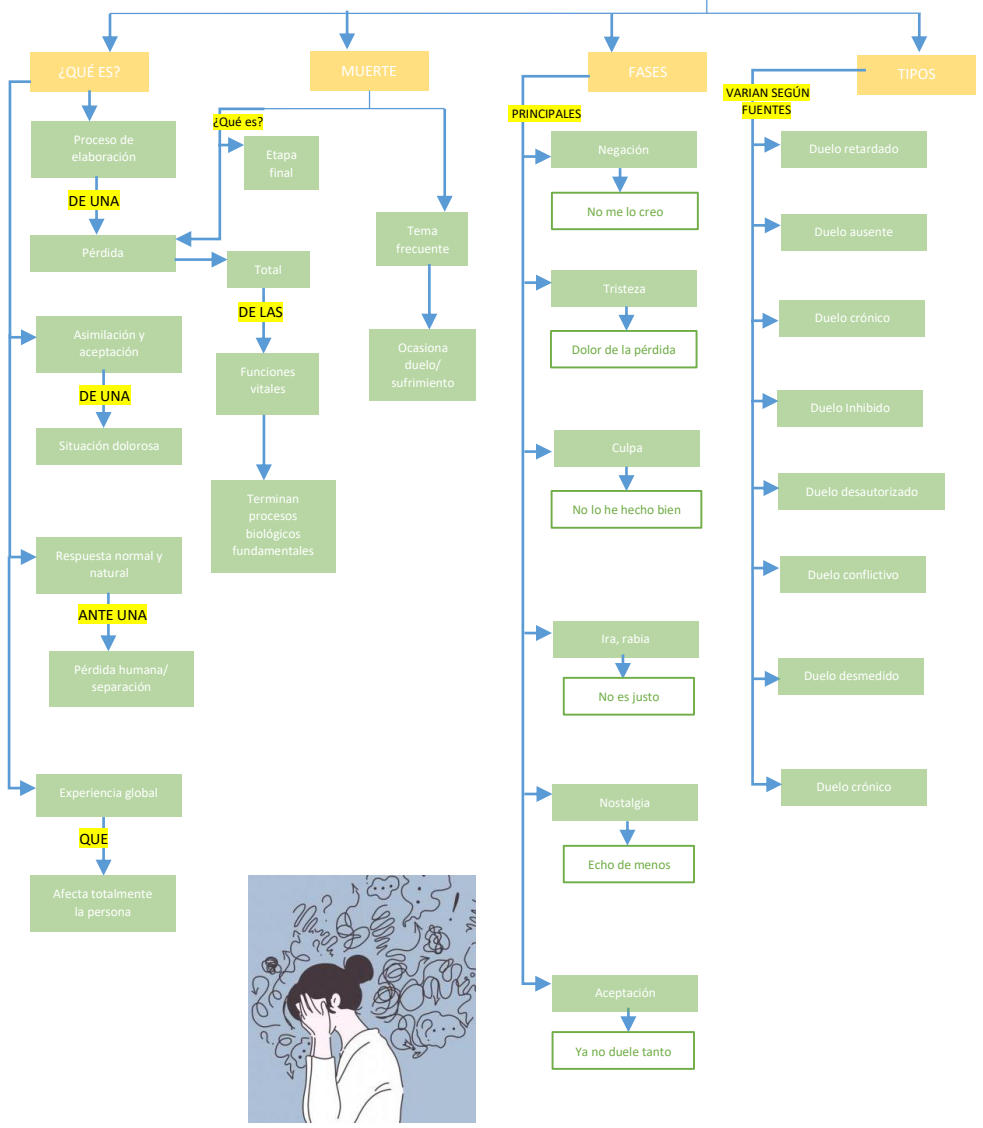 ¿QUÉ ES?
Proceso de
elaboración
DE UNA
Pérdida
Asimilación y
aceptación
DE UNA
Situación dolorosa
Respuesta normal y
natural
ANTE UNA
Pérdida humana/
separación
Experiencia global
QUE
Afecta totalmente
la persona
MUERTE
¿Qué es?
Etapa
final
Total
DE LAS
Funciones
vitales
Terminan
procesos
biológicos
fundamentales
Tema
frecuente
Ocasiona
duelo/
sufrimiento
FASES
PRINCIPALES
Negación
No me lo creo
Tristeza
Dolor de la pérdida
Culpa
No lo he hecho bien
Ira, rabia
No es justo
Nostalgia
Echo de menos
Aceptación
Ya no duele tanto
TIPOS
VARIAN SEGÚN
FUENTES
Duelo retardado
Duelo ausente
Duelo crónico
Duelo Inhibido
Duelo desautorizado
Duelo conflictivo
Duelo desmedido
Duelo crónico